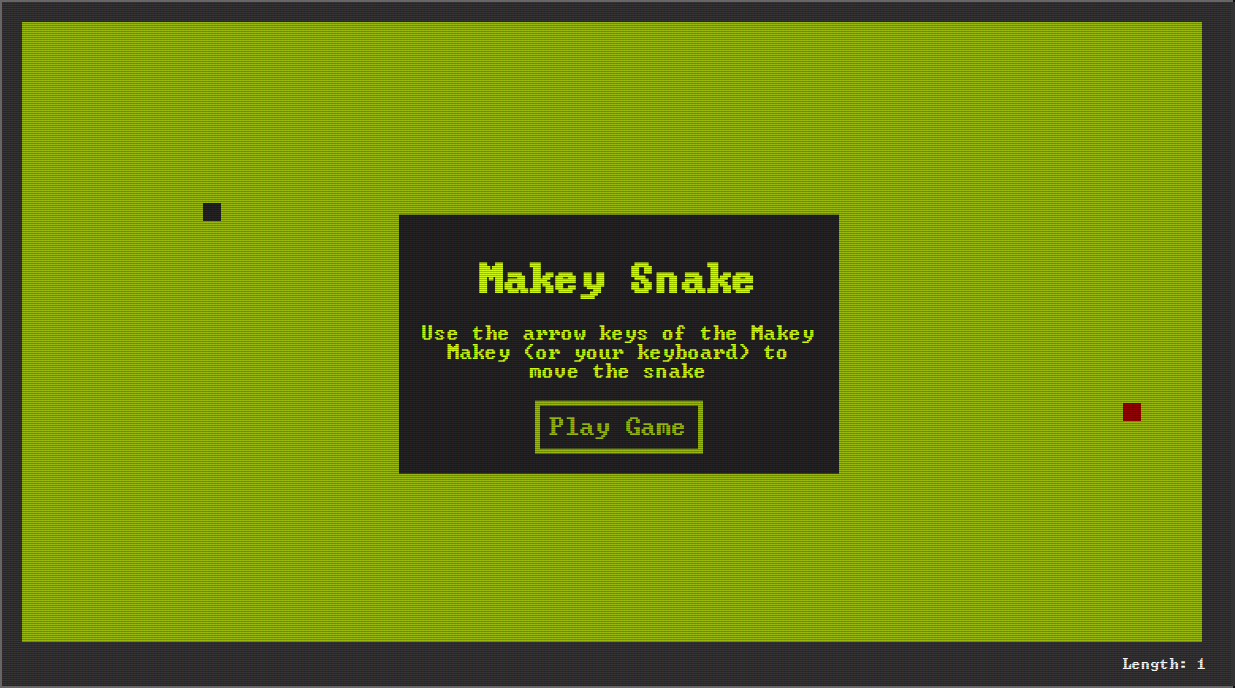 Makey Snake
Use the arrow keys of the Makey
Makey (or your keyboard) to
move the snake
Play Game
Length: 1